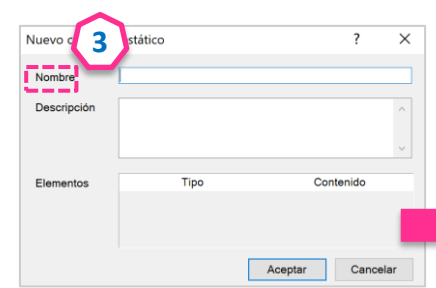 Nuevo c
3
stático
?
Nombre
Descripción
Elementos
Tipo
Contenido
Aceptar
Cancelar